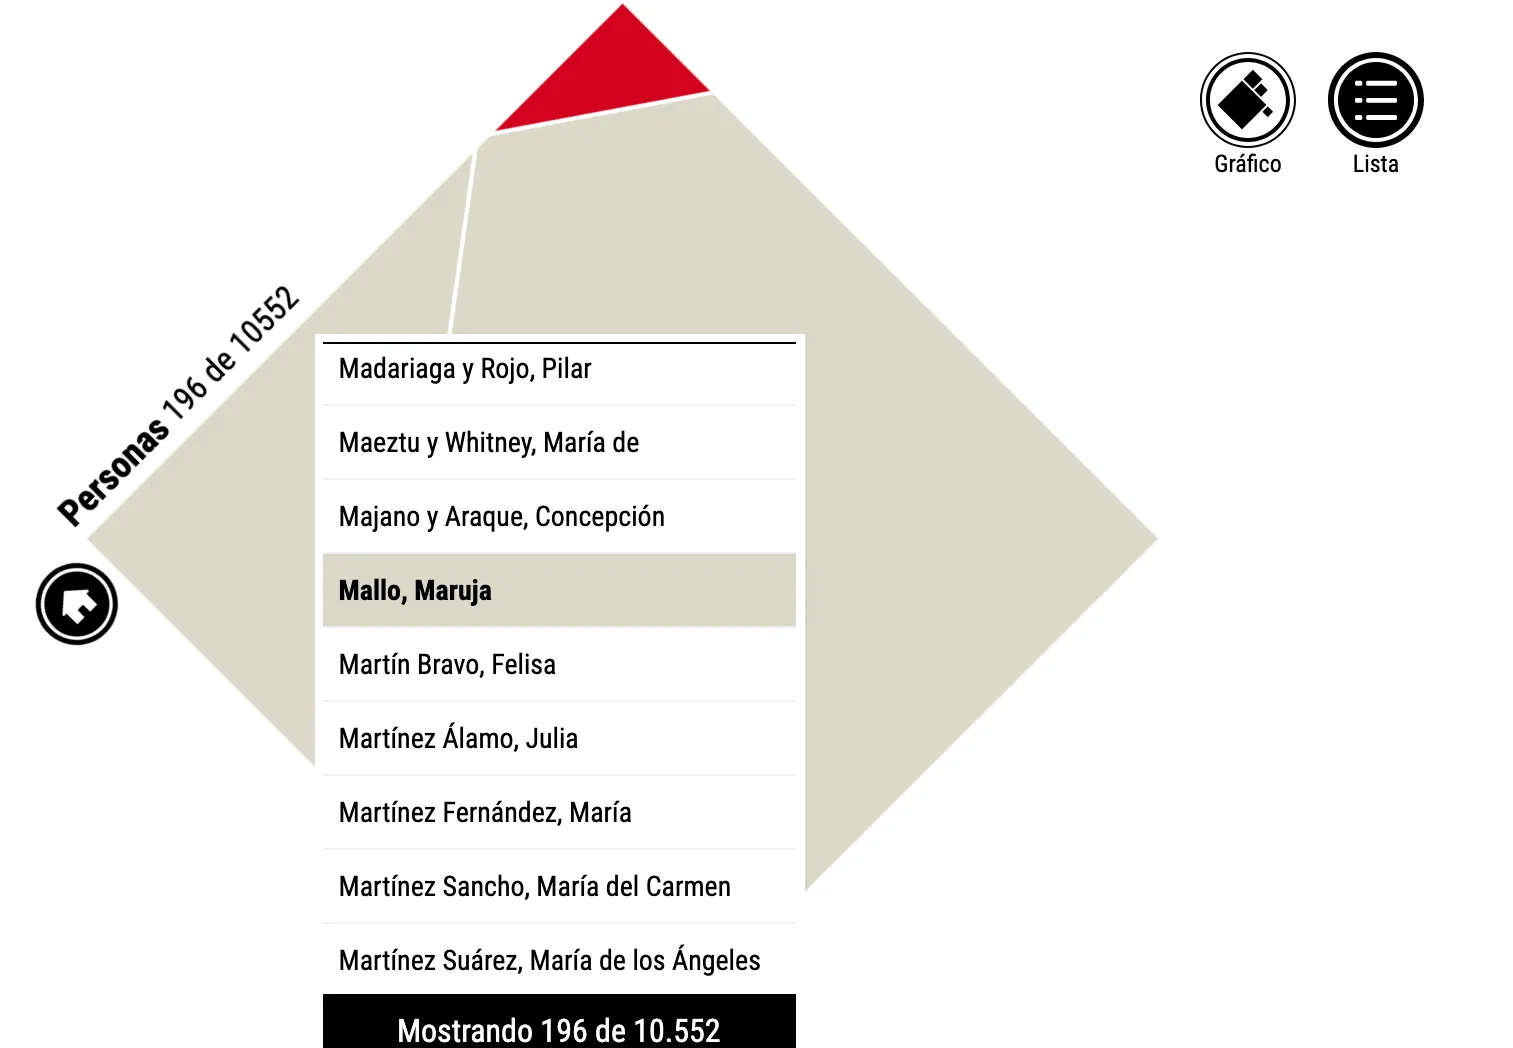 Gráfico
Lista
Personas 196 de 10552
Madariaga y Rojo, Pilar
Maeztu y Whitney, María de
Majano y Araque, Concepción
Mallo, Maruja
Martín Bravo, Felisa
Martínez Álamo, Julia
Martínez Fernández, María
Martínez Sancho, María del Carmen
Martínez Suárez, María de los Ángeles
Mostrando 196 de 10.552